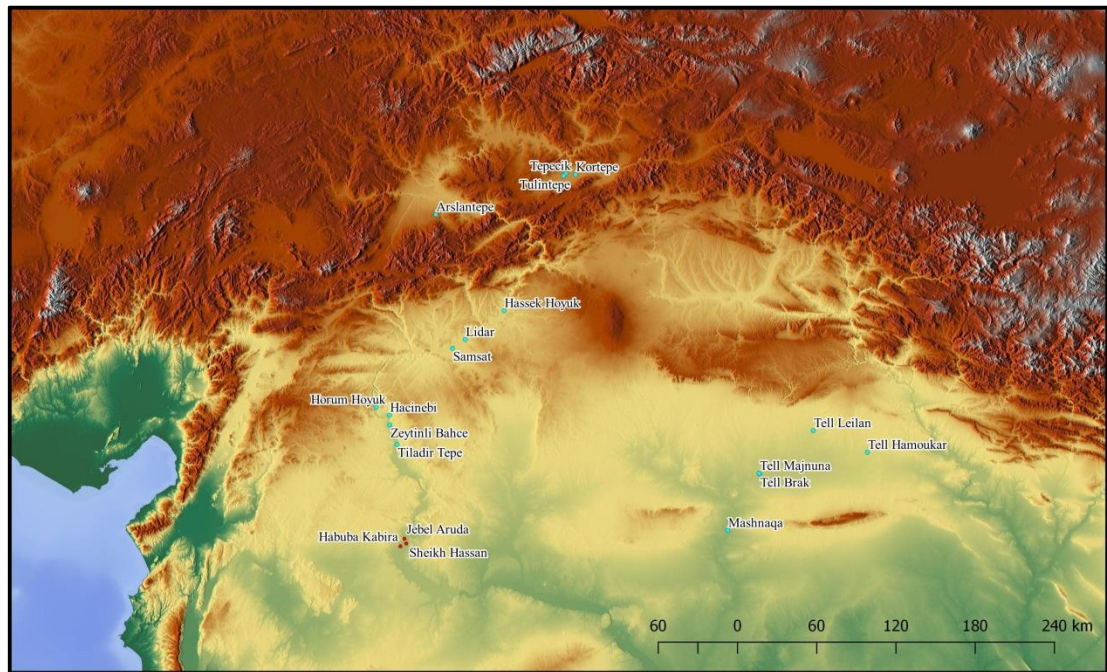 Tepecik Kortepe
Tulintepe
Arslantepe
Hassek Hoyuk
Lidar
Samsat
Horum Hoyuk
Hacinebi
Zeytinli Bahce
Tiladir Tepe
Tell Leilan
Tell Hamoukar
Tell Majnuna
Tell Brak
Mashnaqa
Jebel Aruda
Habuba Kabira
Sheikh Hassan
60 0 60 120 180 240 km